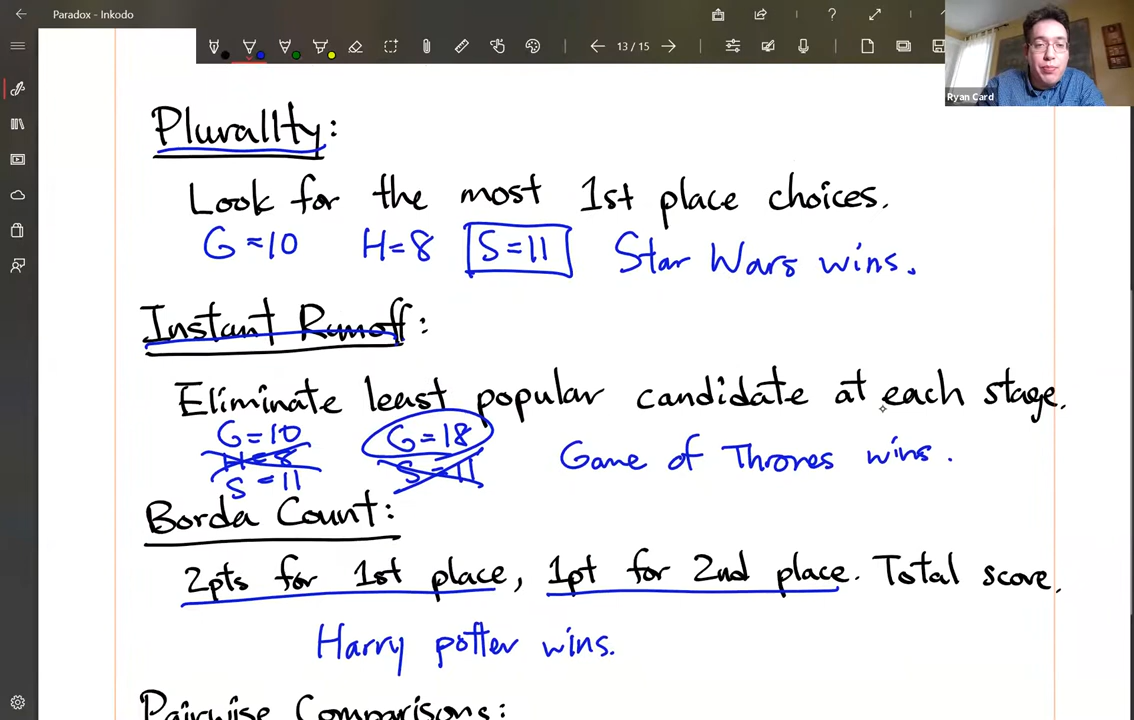 Paradox - Inkodo
13 / 15
Ryan Card
Plurality:
Look for the most 1st place choices.
G=10 H=8 S=11 Star Wars wins.
Instant Runoff:
Eliminate least popular candidate at each stage.
G=10 G=18
H=8 S=11 Game of Thrones wins.
S=11
Borda Count:
2pts for 1st place, 1pt for 2nd place. Total score.
Harry potter wins.
Pairwise Comparisons: